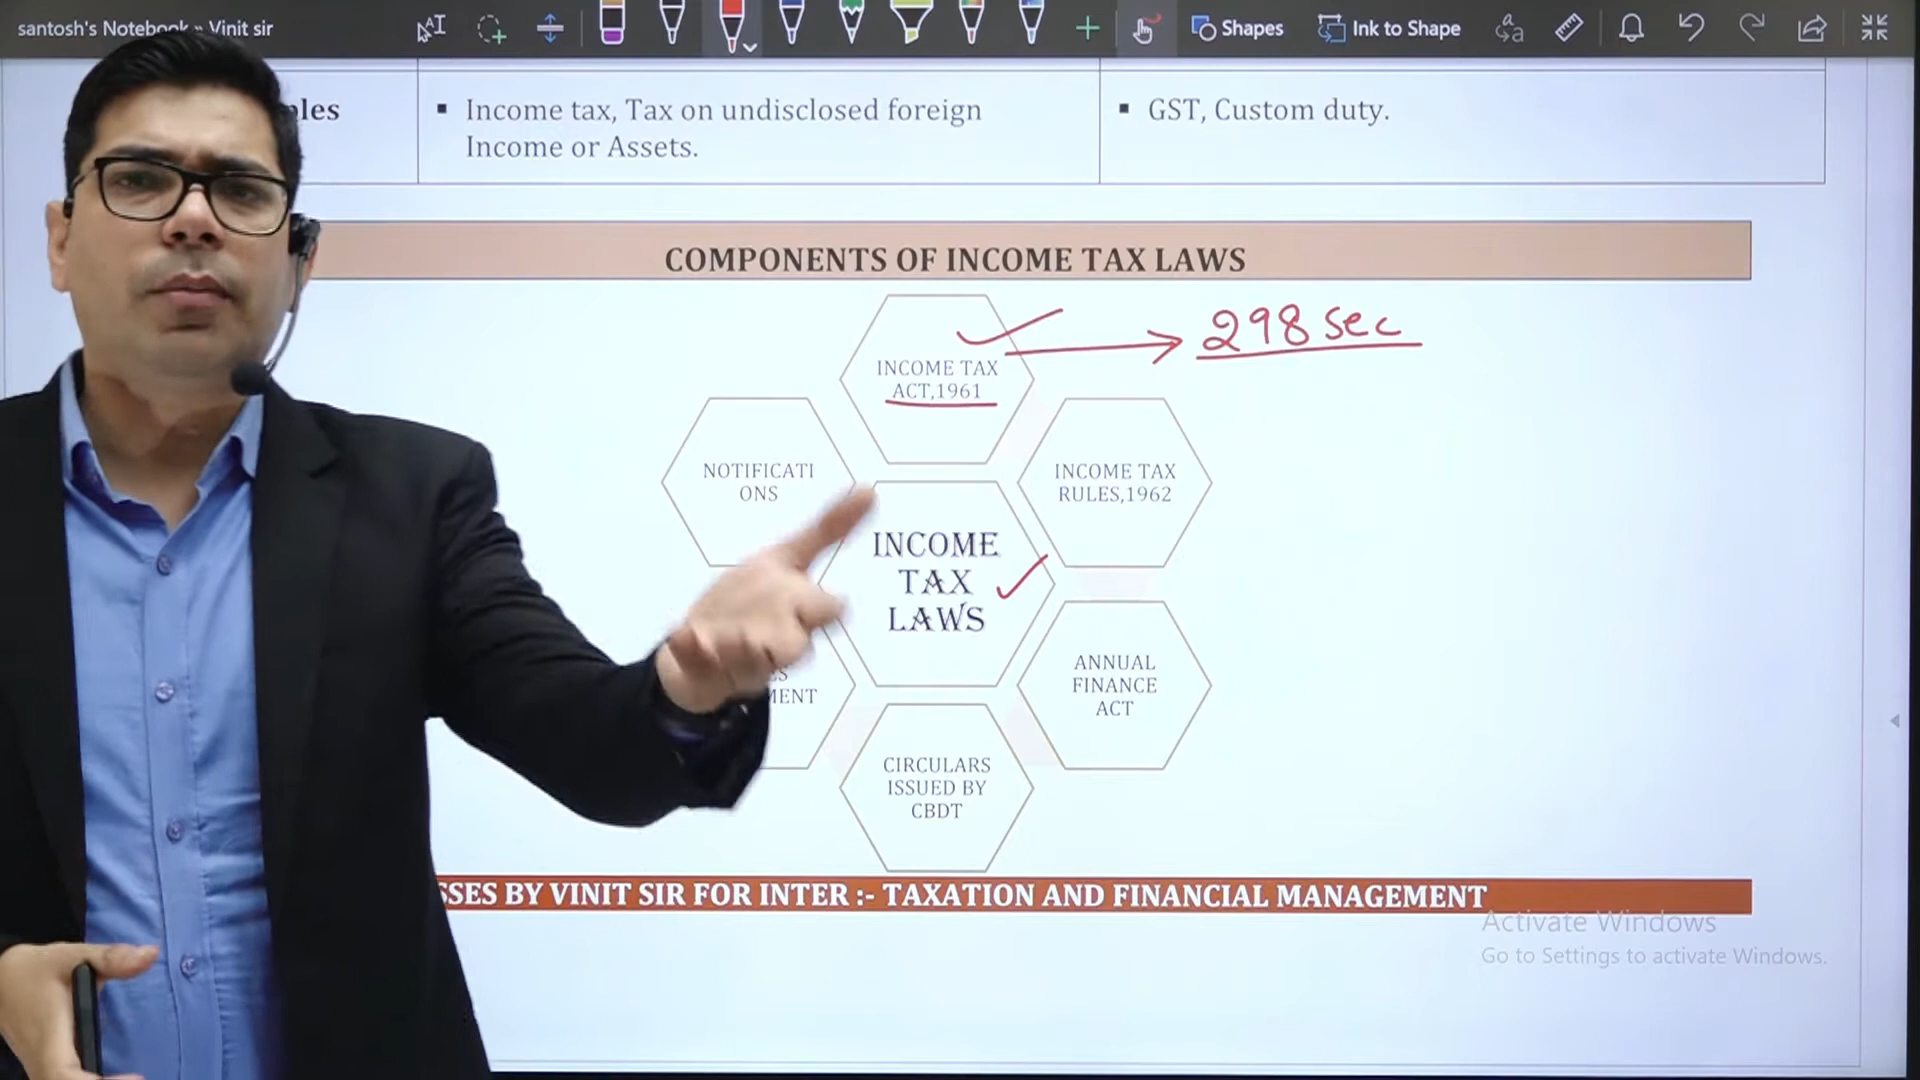 santosh's Notebook » Vinit sir
Shapes
Ink to Shape
Income tax, Tax on undisclosed foreign
Income or Assets.
GST, Custom duty.
COMPONENTS OF INCOME TAX LAWS
298 sec
INCOME TAX
ACT,1961
NOTIFICATI
ONS
INCOME TAX
RULES,1962
INCOME
TAX
LAWS
ANNUAL
FINANCE
ACT
CIRCULARS
ISSUED BY
CBDT
BY VINIT SIR FOR INTER :- TAXATION AND FINANCIAL MANAGEMENT
Activate Windows
Go to Settings to activate Windows.